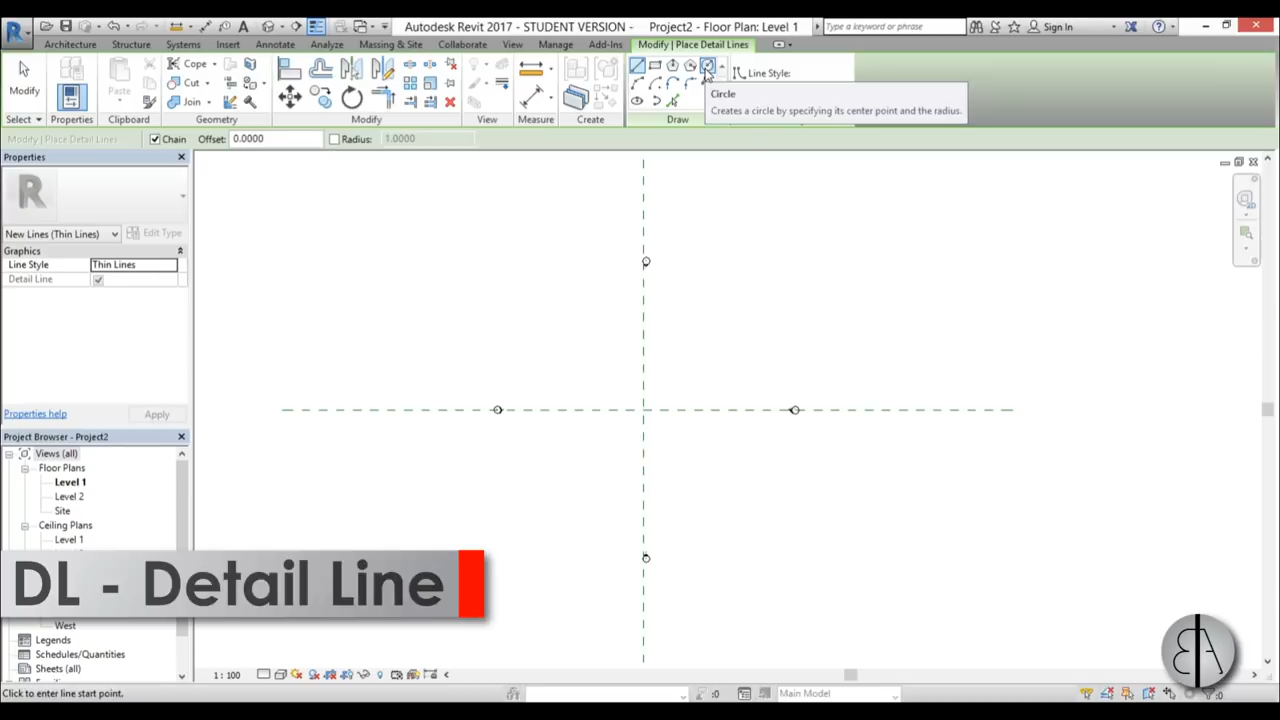 Autodesk Revit 2017 - STUDENT VERSION - Project2 - Floor Plan: Level 1
Type a keyword or phrase
Sign In
Architecture Structure Systems Insert Annotate Analyze Massing & Site Collaborate View Manage Add-Ins Modify | Place Detail Lines
Modify
Paste
Cope
Cut
Join
Line Style:
Circle
Creates a circle by specifying its center point and the radius.
Select Properties Clipboard Geometry Modify View Measure Create Draw
Modify | Place Detail Lines Chain Offset: 0.0000 Radius: 1.0000
Properties
R
New Lines (Thin Lines) Edit Type
Graphics
Line Style Thin Lines
Detail Line
Properties help Apply
Project Browser - Project2
Views (all)
Floor Plans
Level 1
Level 2
Site
Ceiling Plans
Level 1
DL - Detail Line
West
Legends
Schedules/Quantities
Sheets (all)
1 : 100
Click to enter line start point.
:0
Main Model
:0